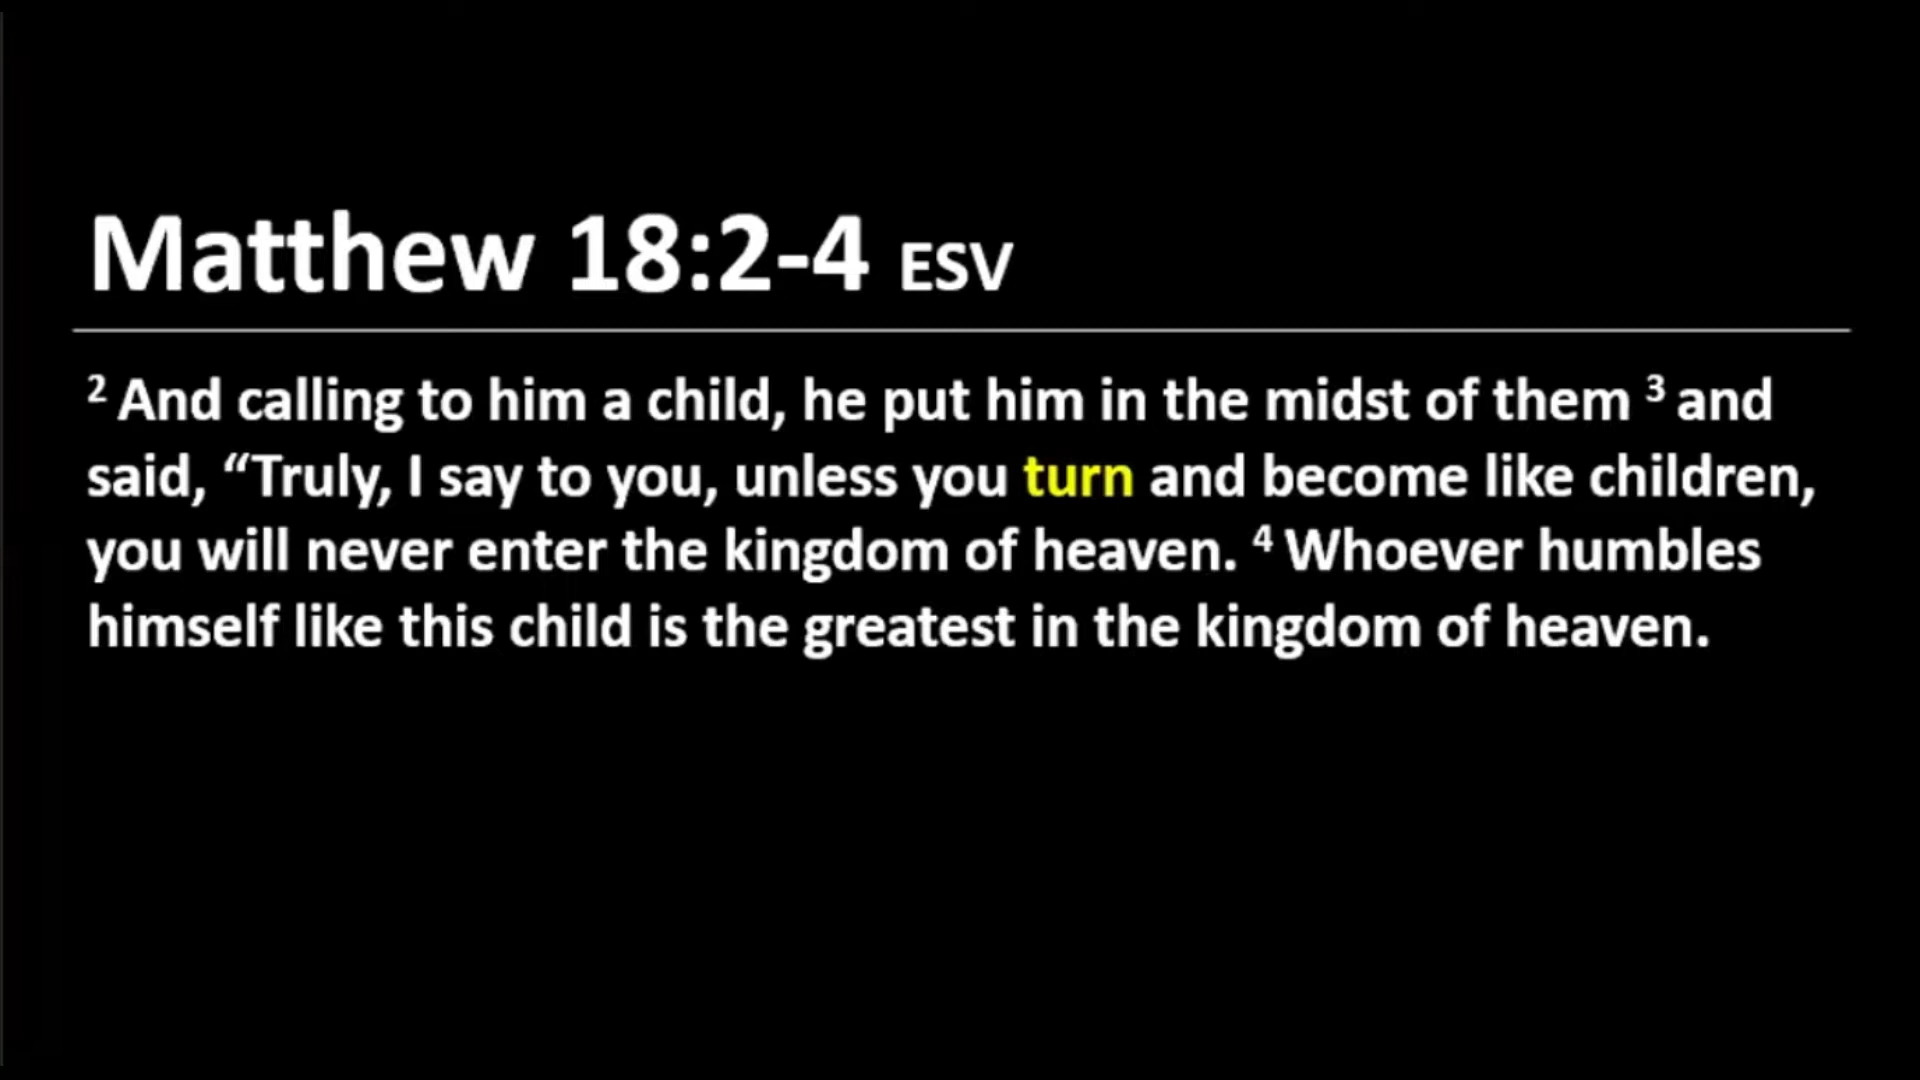 Matthew 18:2-4 ESV
² And calling to him a child, he put him in the midst of them ³ and
said, “Truly, I say to you, unless you turn and become like children,
you will never enter the kingdom of heaven. ⁴ Whoever humbles
himself like this child is the greatest in the kingdom of heaven.